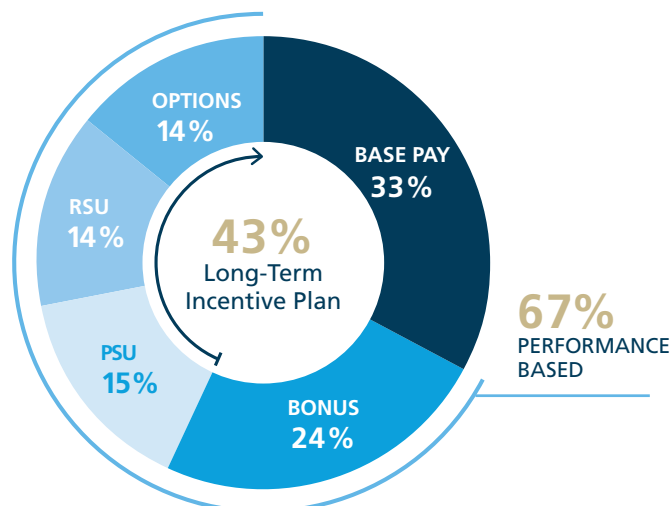 OPTIONS
14%
BASE PAY
33%
RSU
14%
43%
Long-Term
Incentive Plan
67%
PERFORMANCE
BASED
PSU
15%
BONUS
24%